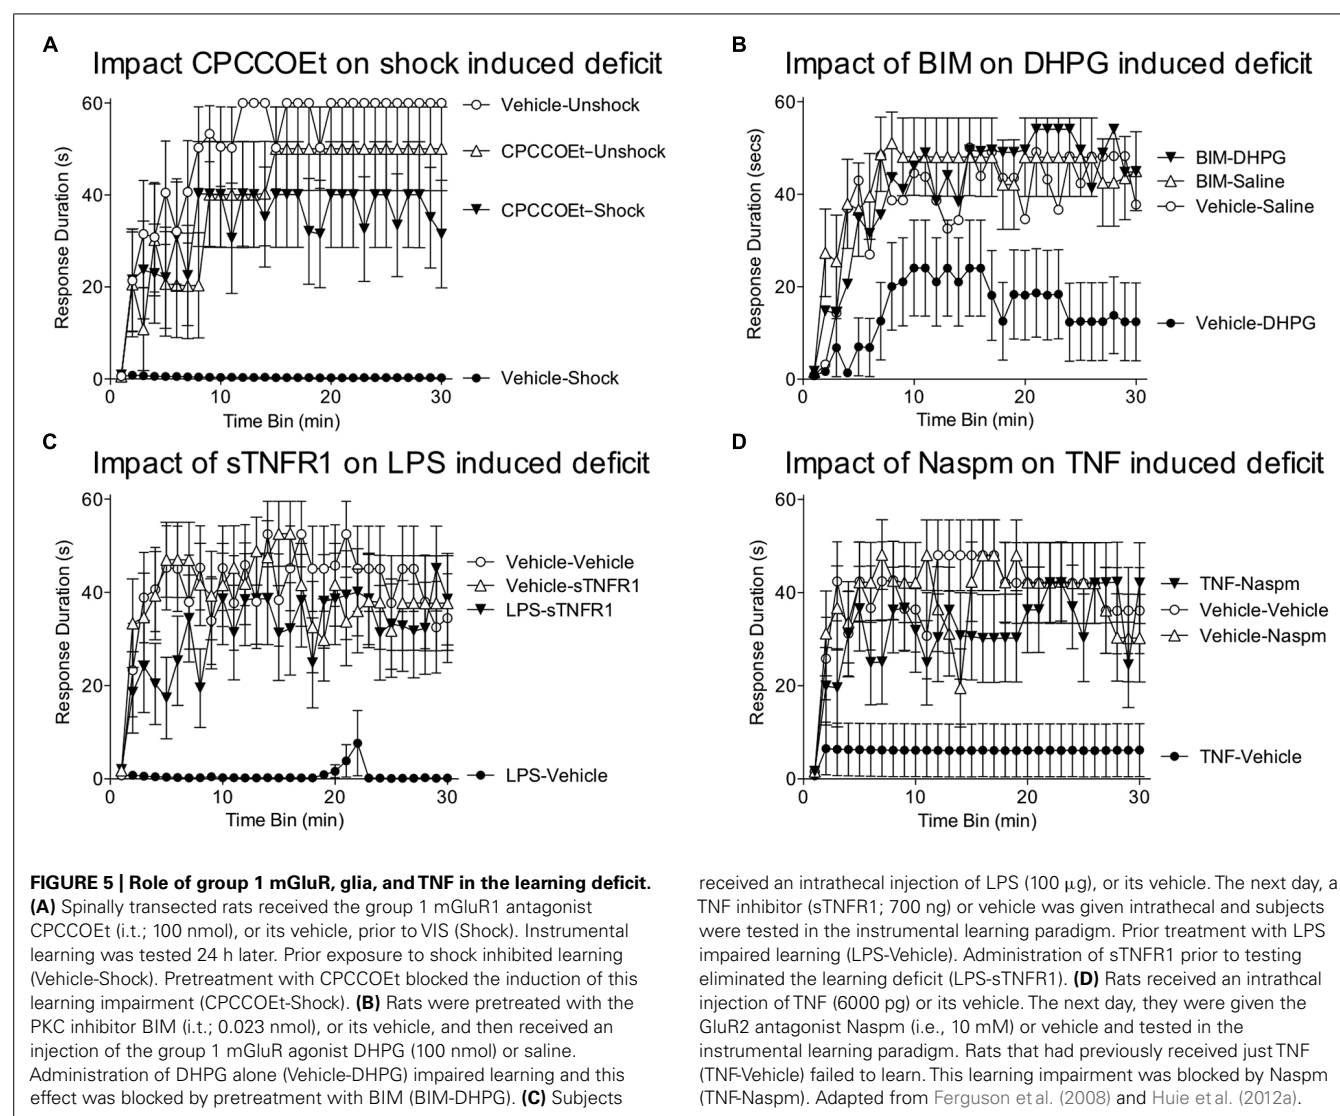 A
Impact CPCCOEt on shock induced deficit
60
40
20
0
Response Duration (s)
0
10
20
30
Time Bin (min)
Vehicle-Unshock
CPCCOEt–Unshock
CPCCOEt–Shock
Vehicle-Shock
B
Impact of BIM on DHPG induced deficit
60
40
20
0
Response Duration (secs)
0
10
20
30
Time Bin (min)
BIM-DHPG
BIM-Saline
Vehicle-Saline
Vehicle-DHPG
C
Impact of sTNFR1 on LPS induced deficit
60
40
20
0
Response Duration (s)
0
10
20
30
Time Bin (min)
Vehicle-Vehicle
Vehicle-sTNFR1
LPS-sTNFR1
LPS-Vehicle
D
Impact of Naspm on TNF induced deficit
60
40
20
0
Response Duration (s)
0
10
20
30
Time Bin (min)
TNF-Naspm
Vehicle-Vehicle
Vehicle-Naspm
TNF-Vehicle
FIGURE 5 | Role of group 1 mGluR, glia, and TNF in the learning deficit.
(A) Spinally transected rats received the group 1 mGluR1 antagonist
CPCCOEt (i.t.; 100 nmol), or its vehicle, prior to VIS (Shock). Instrumental
learning was tested 24 h later. Prior exposure to shock inhibited learning
(Vehicle-Shock). Pretreatment with CPCCOEt blocked the induction of this
learning impairment (CPCCOEt-Shock). (B) Rats were pretreated with the
PKC inhibitor BIM (i.t.; 0.023 nmol), or its vehicle, and then received an
injection of the group 1 mGluR agonist DHPG (100 nmol) or saline.
Administration of DHPG alone (Vehicle-DHPG) impaired learning and this
effect was blocked by pretreatment with BIM (BIM-DHPG). (C) Subjects
received an intrathecal injection of LPS (100 μg), or its vehicle. The next day, a
TNF inhibitor (sTNFR1; 700 ng) or vehicle was given intrathecal and subjects
were tested in the instrumental learning paradigm. Prior treatment with LPS
impaired learning (LPS-Vehicle). Administration of sTNFR1 prior to testing
eliminated the learning deficit (LPS-sTNFR1). (D) Rats received an intrathcal
injection of TNF (6000 pg) or its vehicle. The next day, they were given the
GluR2 antagonist Naspm (i.e., 10 mM) or vehicle and tested in the
instrumental learning paradigm. Rats that had previously received just TNF
(TNF-Vehicle) failed to learn. This learning impairment was blocked by Naspm
(TNF-Naspm). Adapted from Ferguson et al. (2008) and Huie et al. (2012a).